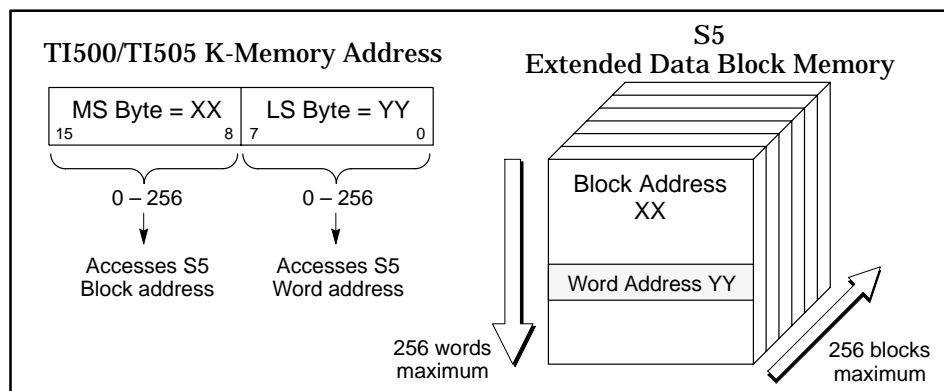 TI500/TI505 K-Memory Address
MS Byte = XX LS Byte = YY
15 8 7 0
0 – 256 0 – 256
Accesses S5
Block address
Accesses S5
Word address
S5
Extended Data Block Memory
Block Address
XX
Word Address YY
256 words
maximum
256 blocks
maximum